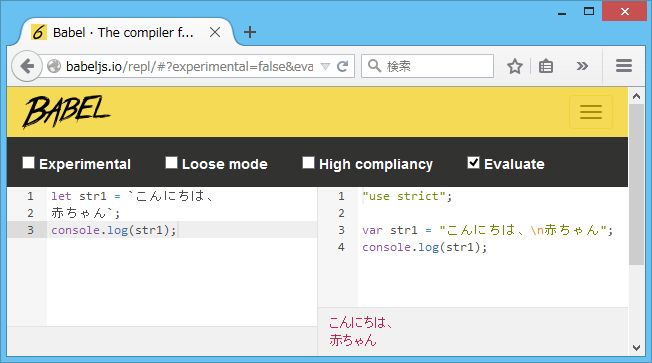 6 Babel · The compiler f...
babeljs.io/repl/#?experimental=false&eva
検索
BABEL
Experimental
Loose mode
High compliancy
Evaluate
1 let str1 = `こんにちは、
2 赤ちゃん`;
3 console.log(str1);
1 "use strict";
2
3 var str1 = "こんにちは、\n赤ちゃん";
4 console.log(str1);
こんにちは、
赤ちゃん